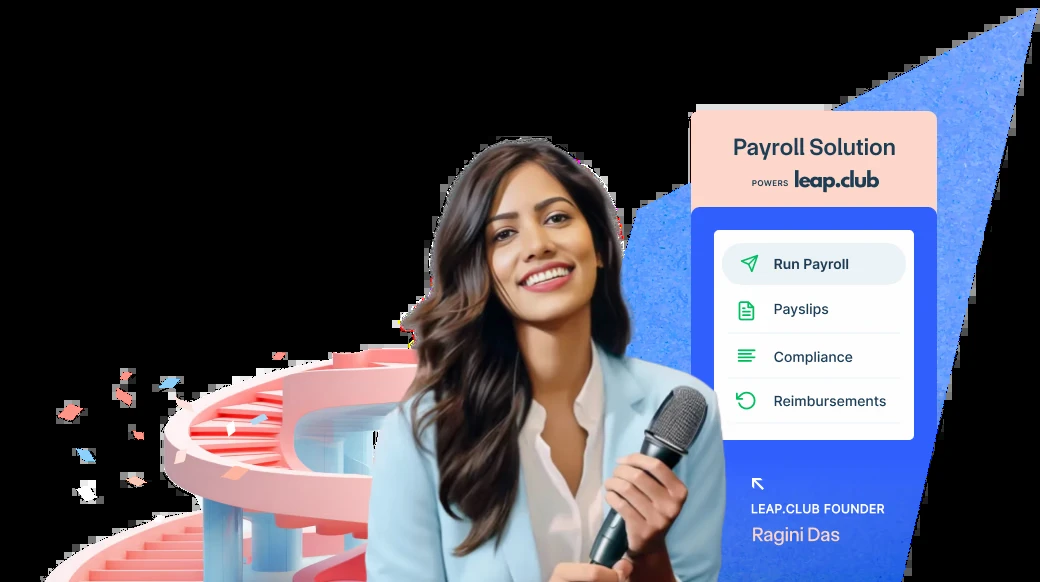 Payroll Solution
POWERS leap.club
Run Payroll
Payslips
Compliance
Reimbursements
LEAP.CLUB FOUNDER
Ragini Das